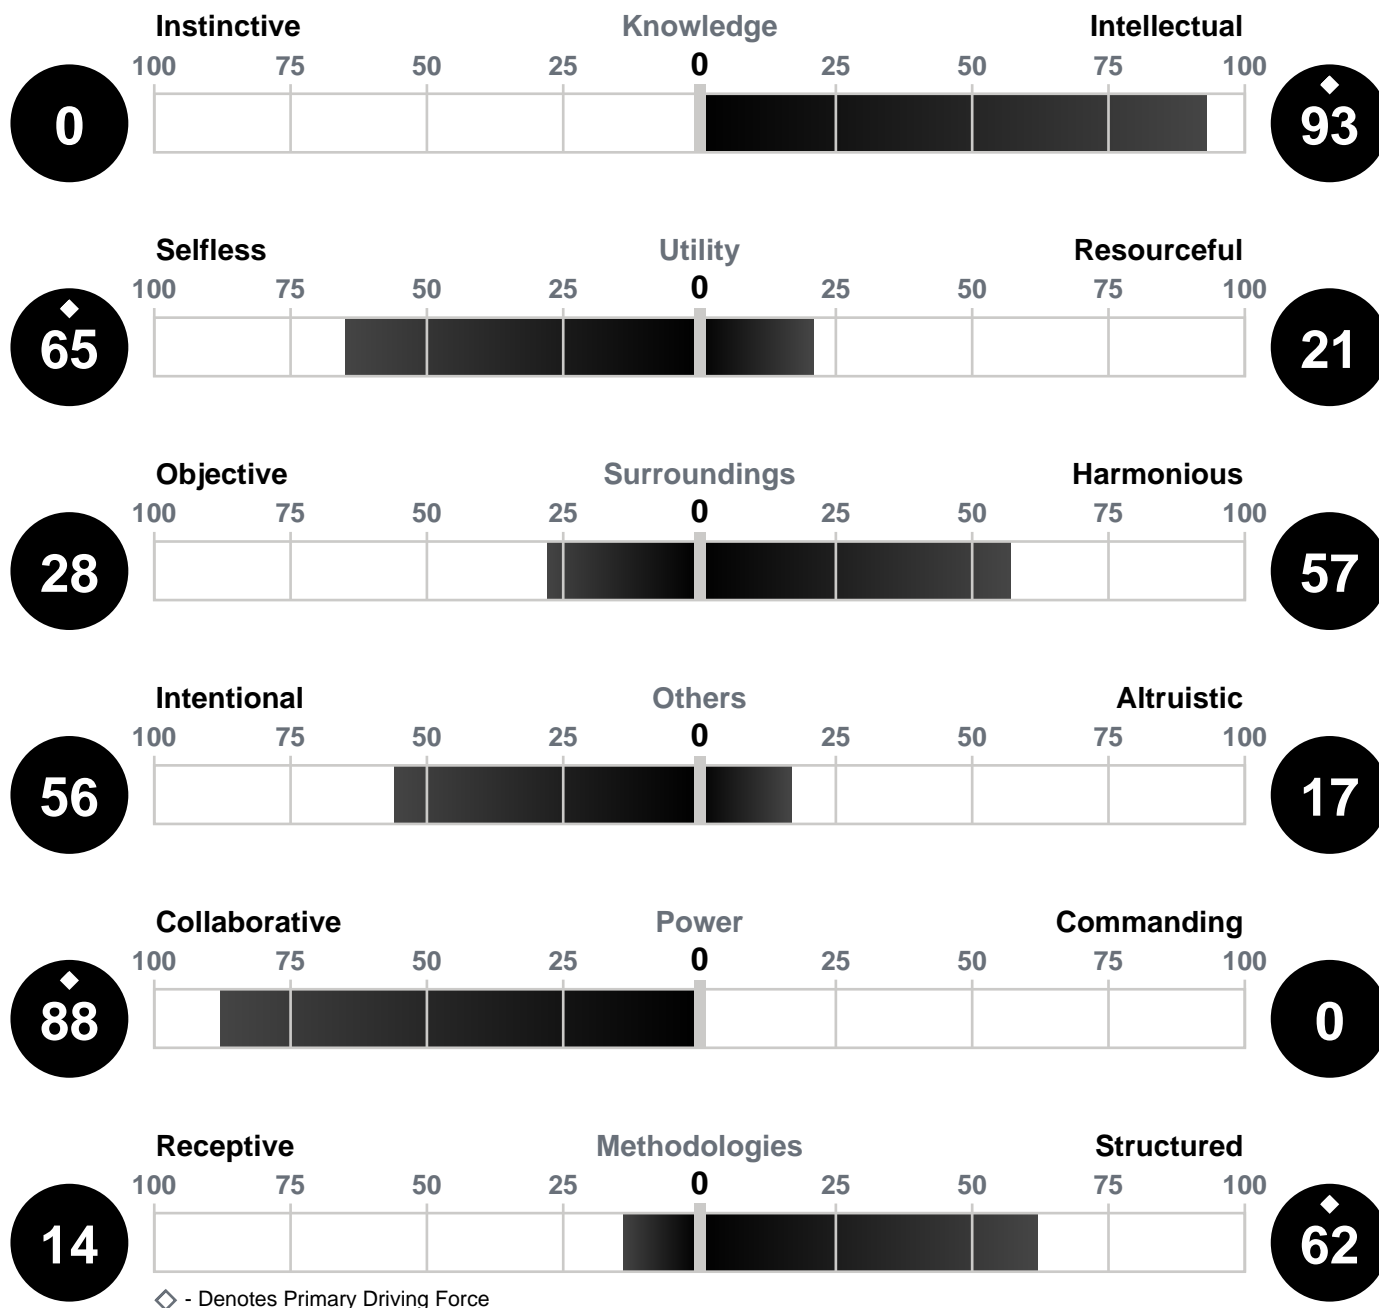 Instinctive Knowledge Intellectual
100 75 50 25 0 25 50 75 100
0 93
Selfless Utility Resourceful
100 75 50 25 0 25 50 75 100
65 21
Objective Surroundings Harmonious
100 75 50 25 0 25 50 75 100
28 57
Intentional Others Altruistic
100 75 50 25 0 25 50 75 100
56 17
Collaborative Power Commanding
100 75 50 25 0 25 50 75 100
88 0
Receptive Methodologies Structured
100 75 50 25 0 25 50 75 100
14 62
- Denotes Primary Driving Force